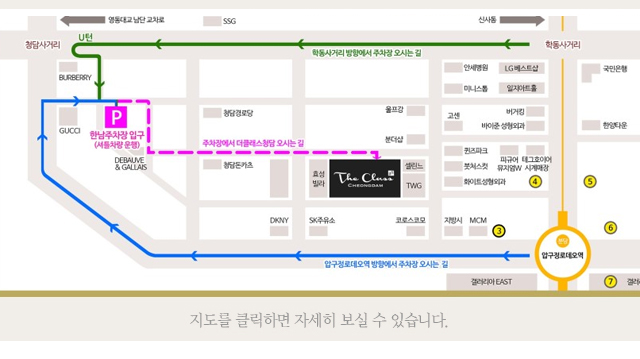 영동대교 남단 교차로
SSG
신사동
청담사거리
U턴
학동사거리 방향에서 주차장 오시는 길
학동사거리
BURBERRY
안세병원
LG 베스트샵
국민은행
미니스톱
일지아트홀
P
GUCCI
한남주차장 입구
(셔틀차량 운행)
청담경로당
울프강
고센
버거킹
바이준 성형외과
한양타운
주차장에서 더클래스청담 오시는 길
분더샵
DEBAUVE
& GALLAIS
청담돈카츠
효성
빌라
The Class
CHEONGDAM
셀린느
TWG
퀸즈파크
붓처스컷
화이트성형외과
피규어
뮤지엄W
테그호이어
시계매장
4
5
DKNY
SK주유소
코로스코모
지방시
MCM
3
6
분당
압구정로데오역
압구정로데오역 방향에서 주차장 오시는 길
갤러리아 EAST
7
갤러
지도를 클릭하면 자세히 보실 수 있습니다.